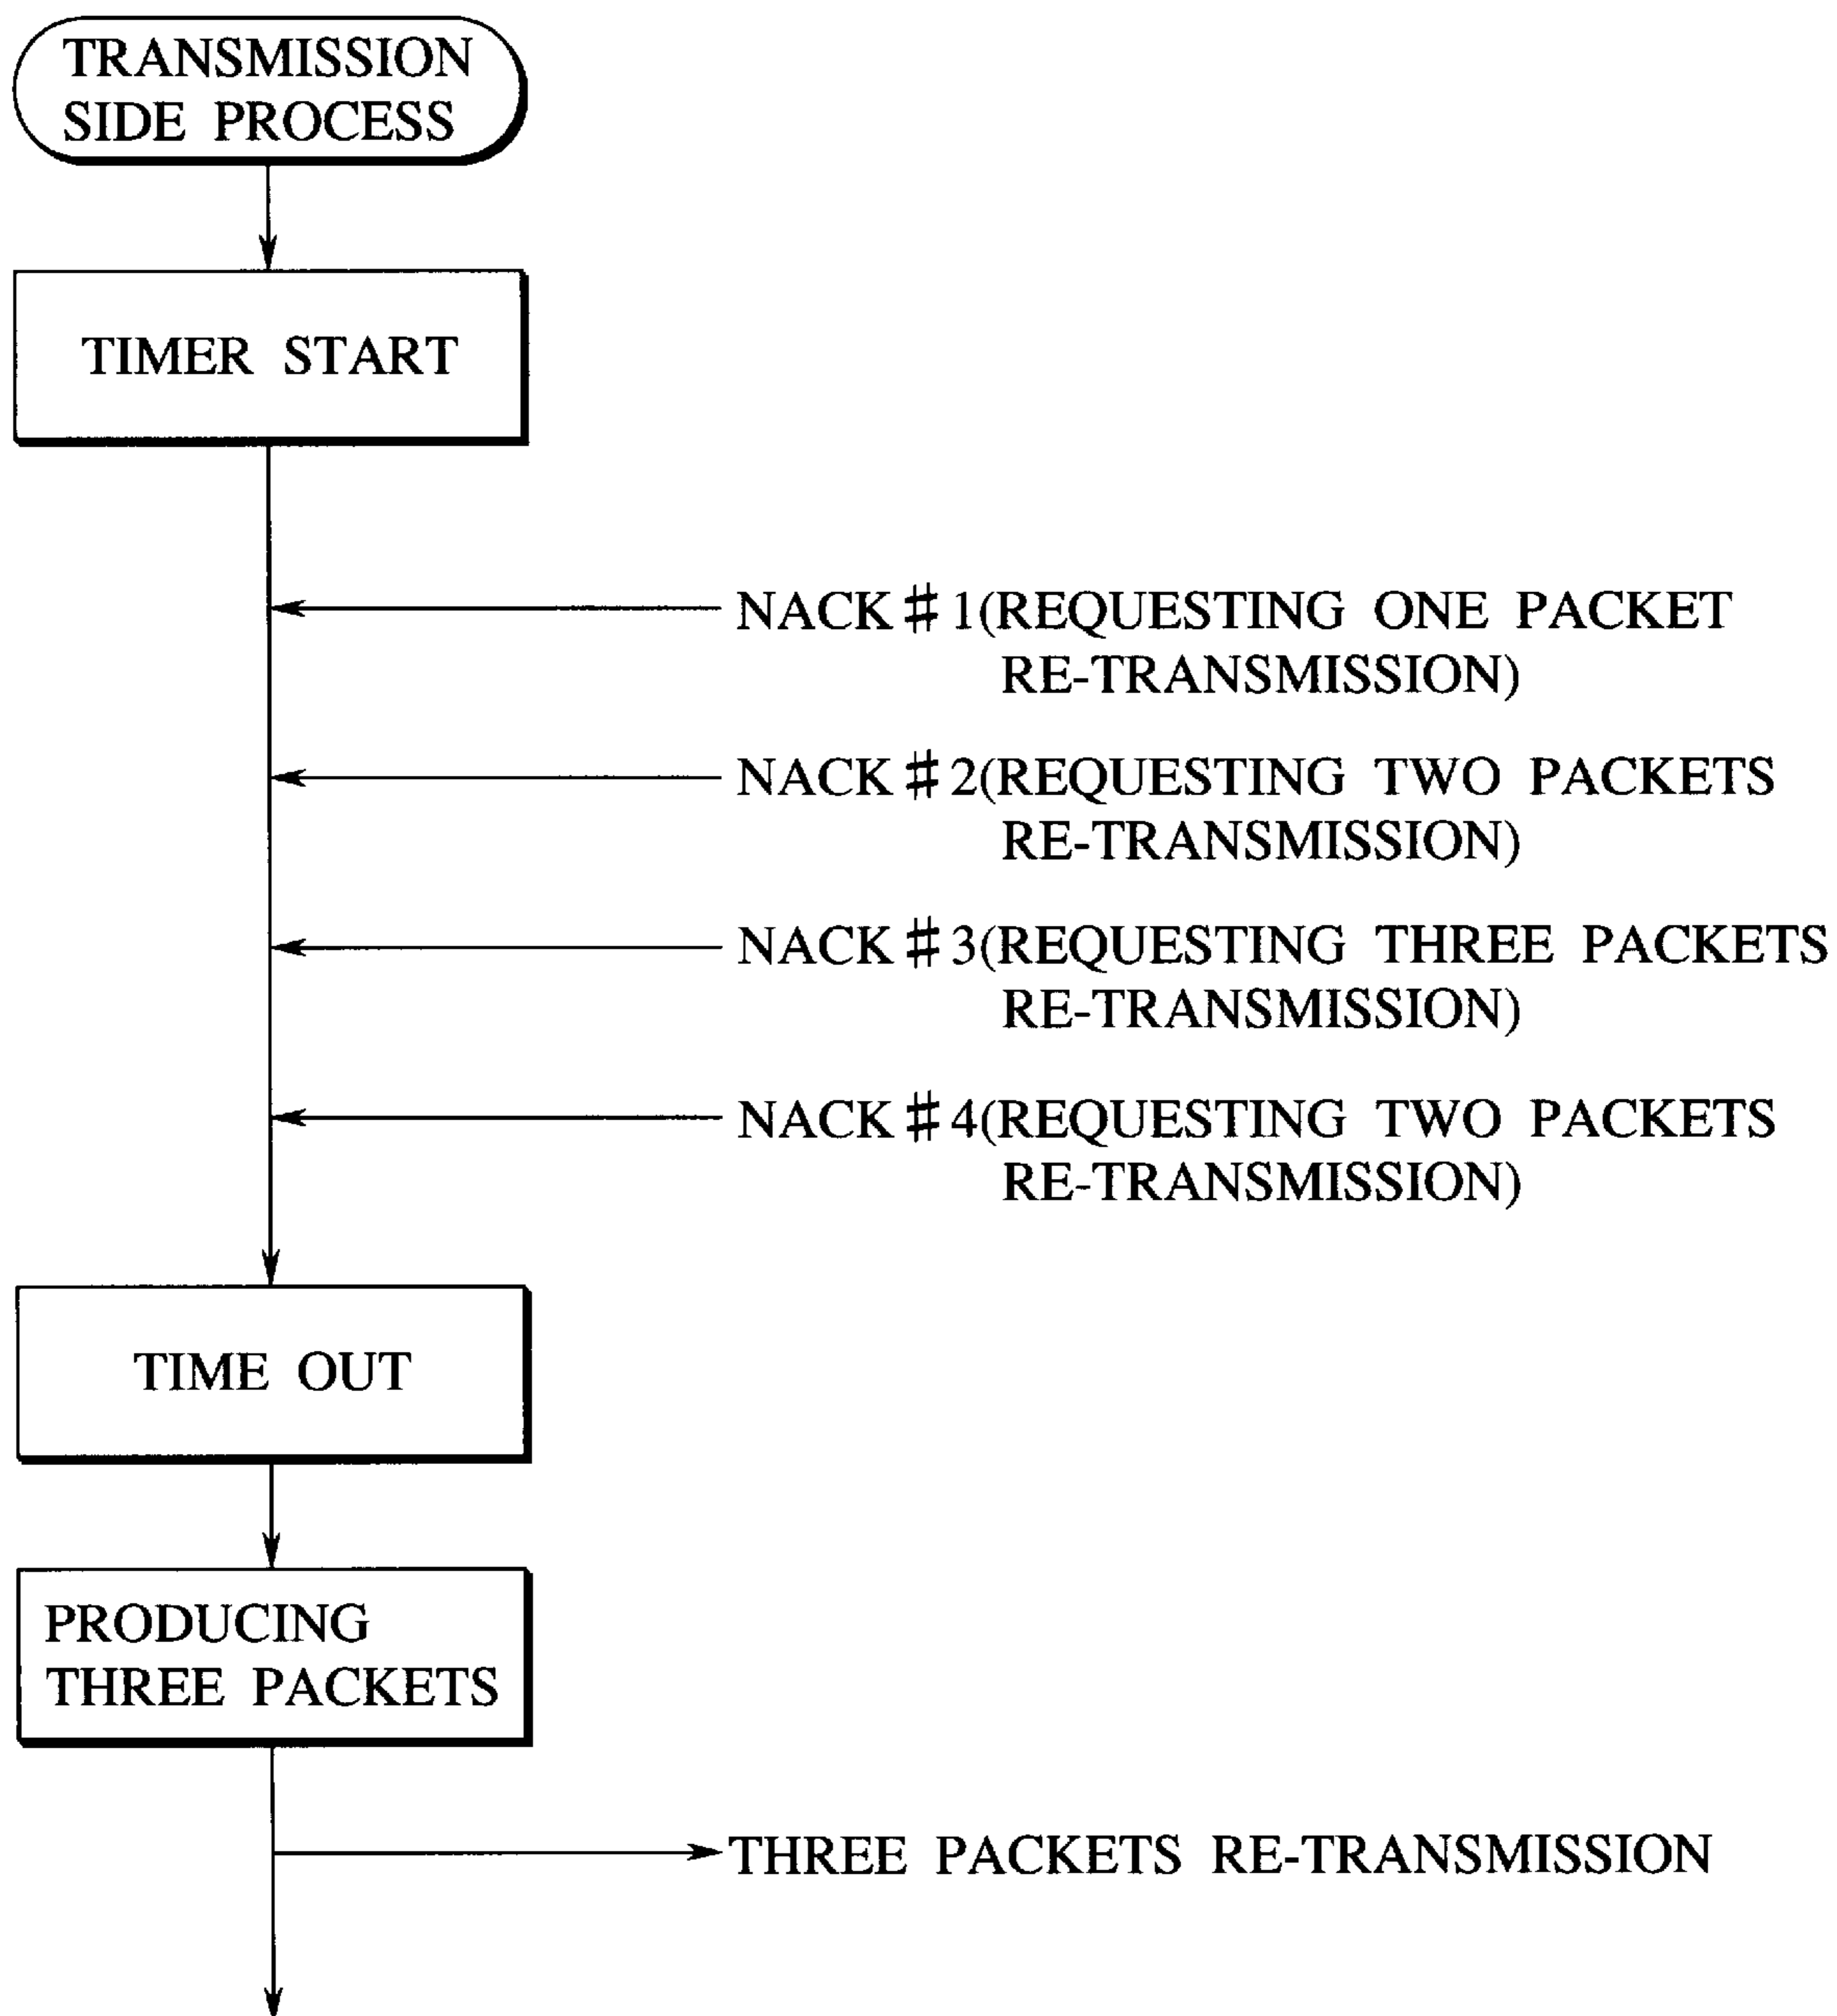 TRANSMISSION
SIDE PROCESS
TIMER START
NACK #1(REQUESTING ONE PACKET
RE-TRANSMISSION)
NACK #2(REQUESTING TWO PACKETS
RE-TRANSMISSION)
NACK #3(REQUESTING THREE PACKETS
RE-TRANSMISSION)
NACK #4(REQUESTING TWO PACKETS
RE-TRANSMISSION)
TIME OUT
PRODUCING
THREE PACKETS
THREE PACKETS RE-TRANSMISSION